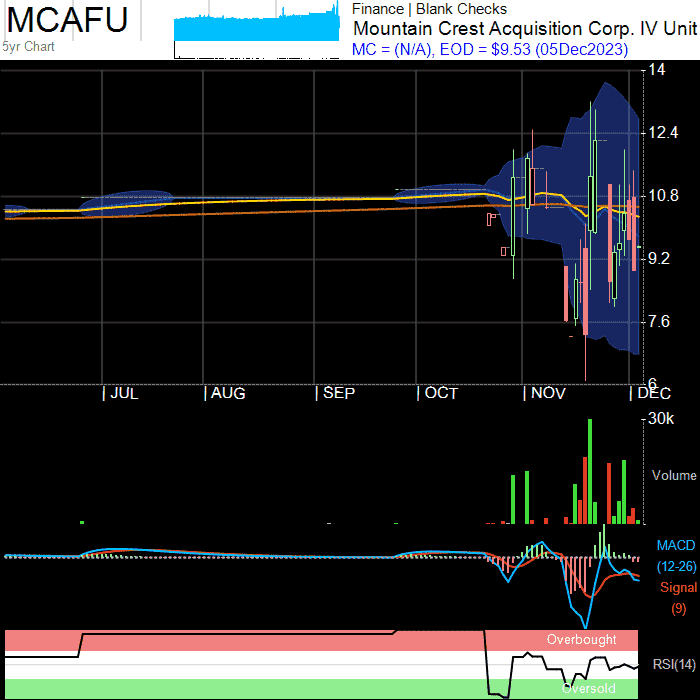 MCAFU
5yr Chart
Finance | Blank Checks
Mountain Crest Acquisition Corp. IV Unit
MC = (N/A), EOD = $9.53 (05Dec2023)
14
12.4
10.8
9.2
7.6
6
JUL AUG SEP OCT NOV DEC
30k
Volume
MACD
(12-26)
Signal
(9)
Overbought
RSI(14)
Oversold